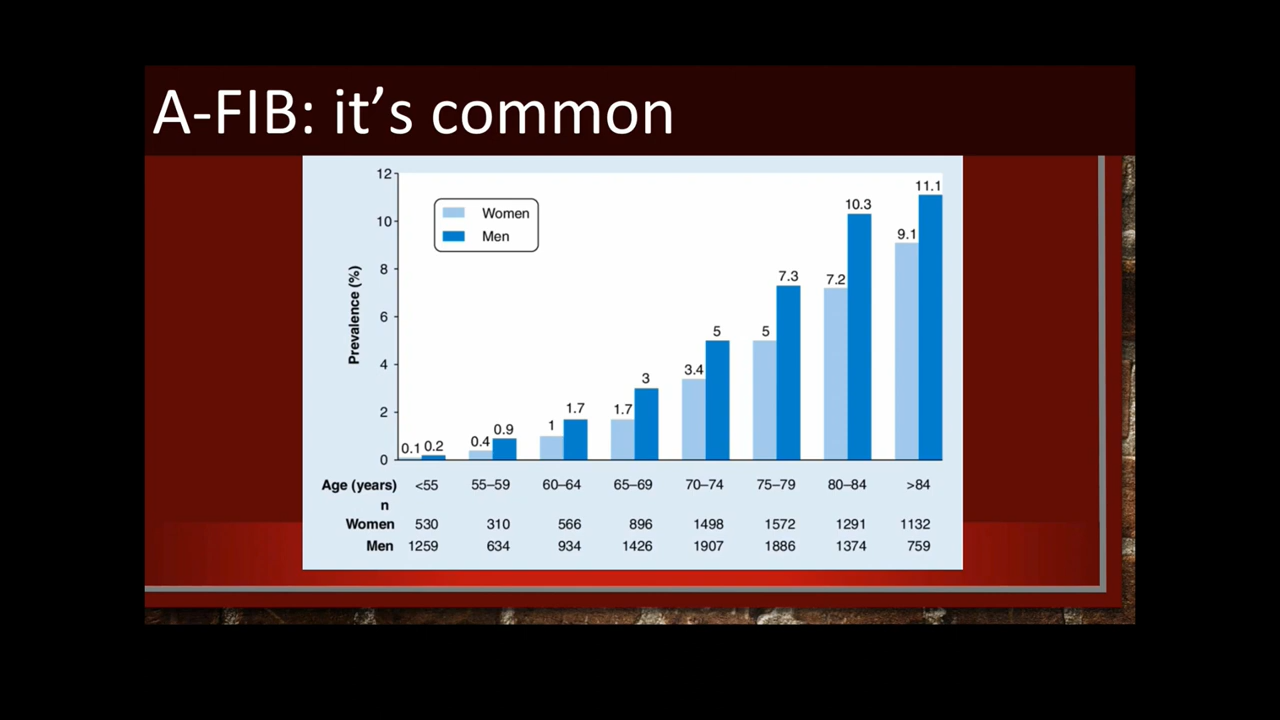 A-FIB: it's common
12
10
8
6
4
2
0
Prevalence (%)
Women
Men
0.1 0.2
0.4 0.9
1 1.7
1.7 3
3.4 5
5 7.3
7.2 10.3
9.1 11.1
Age (years) <55 55–59 60–64 65–69 70–74 75–79 80–84 >84
n
Women 530 310 566 896 1498 1572 1291 1132
Men 1259 634 934 1426 1907 1886 1374 759